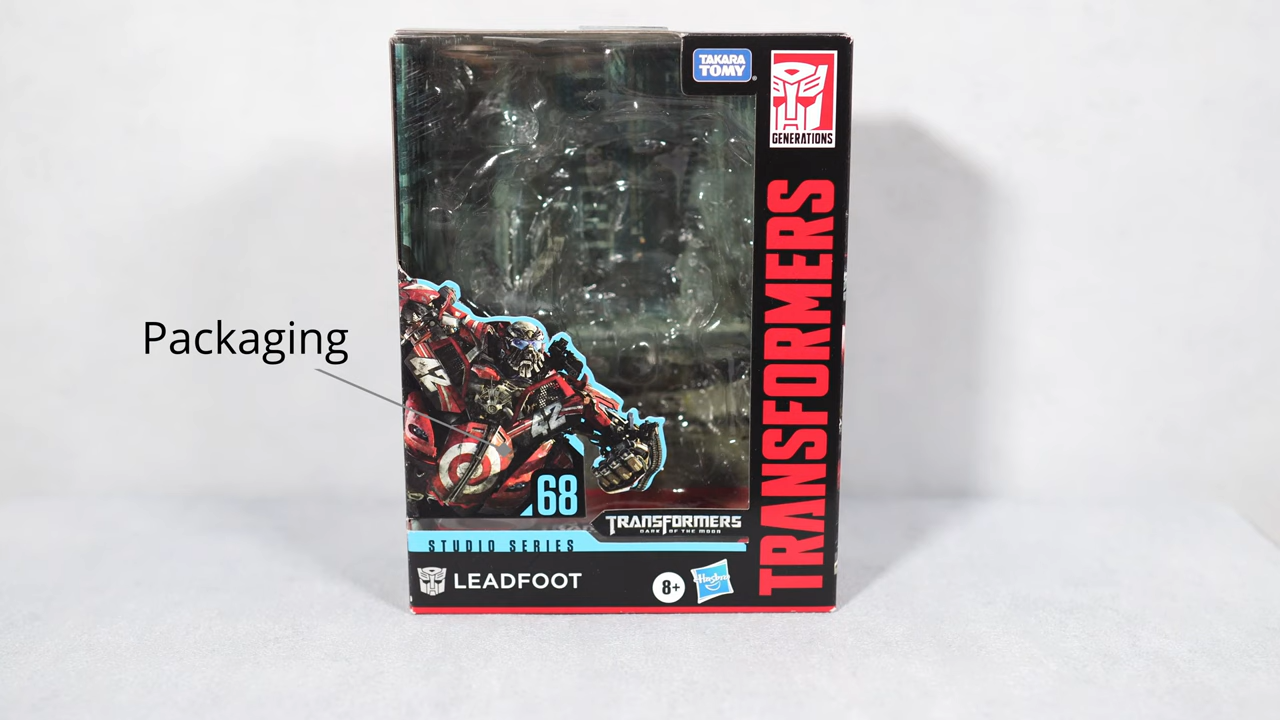 Packaging
TAKARA
TOMY
GENERATIONS
TRANSFORMERS
42
42
68
TRANSFORMERS
DARK OF THE MOON
STUDIO SERIES
LEADFOOT
8+
Hasbro